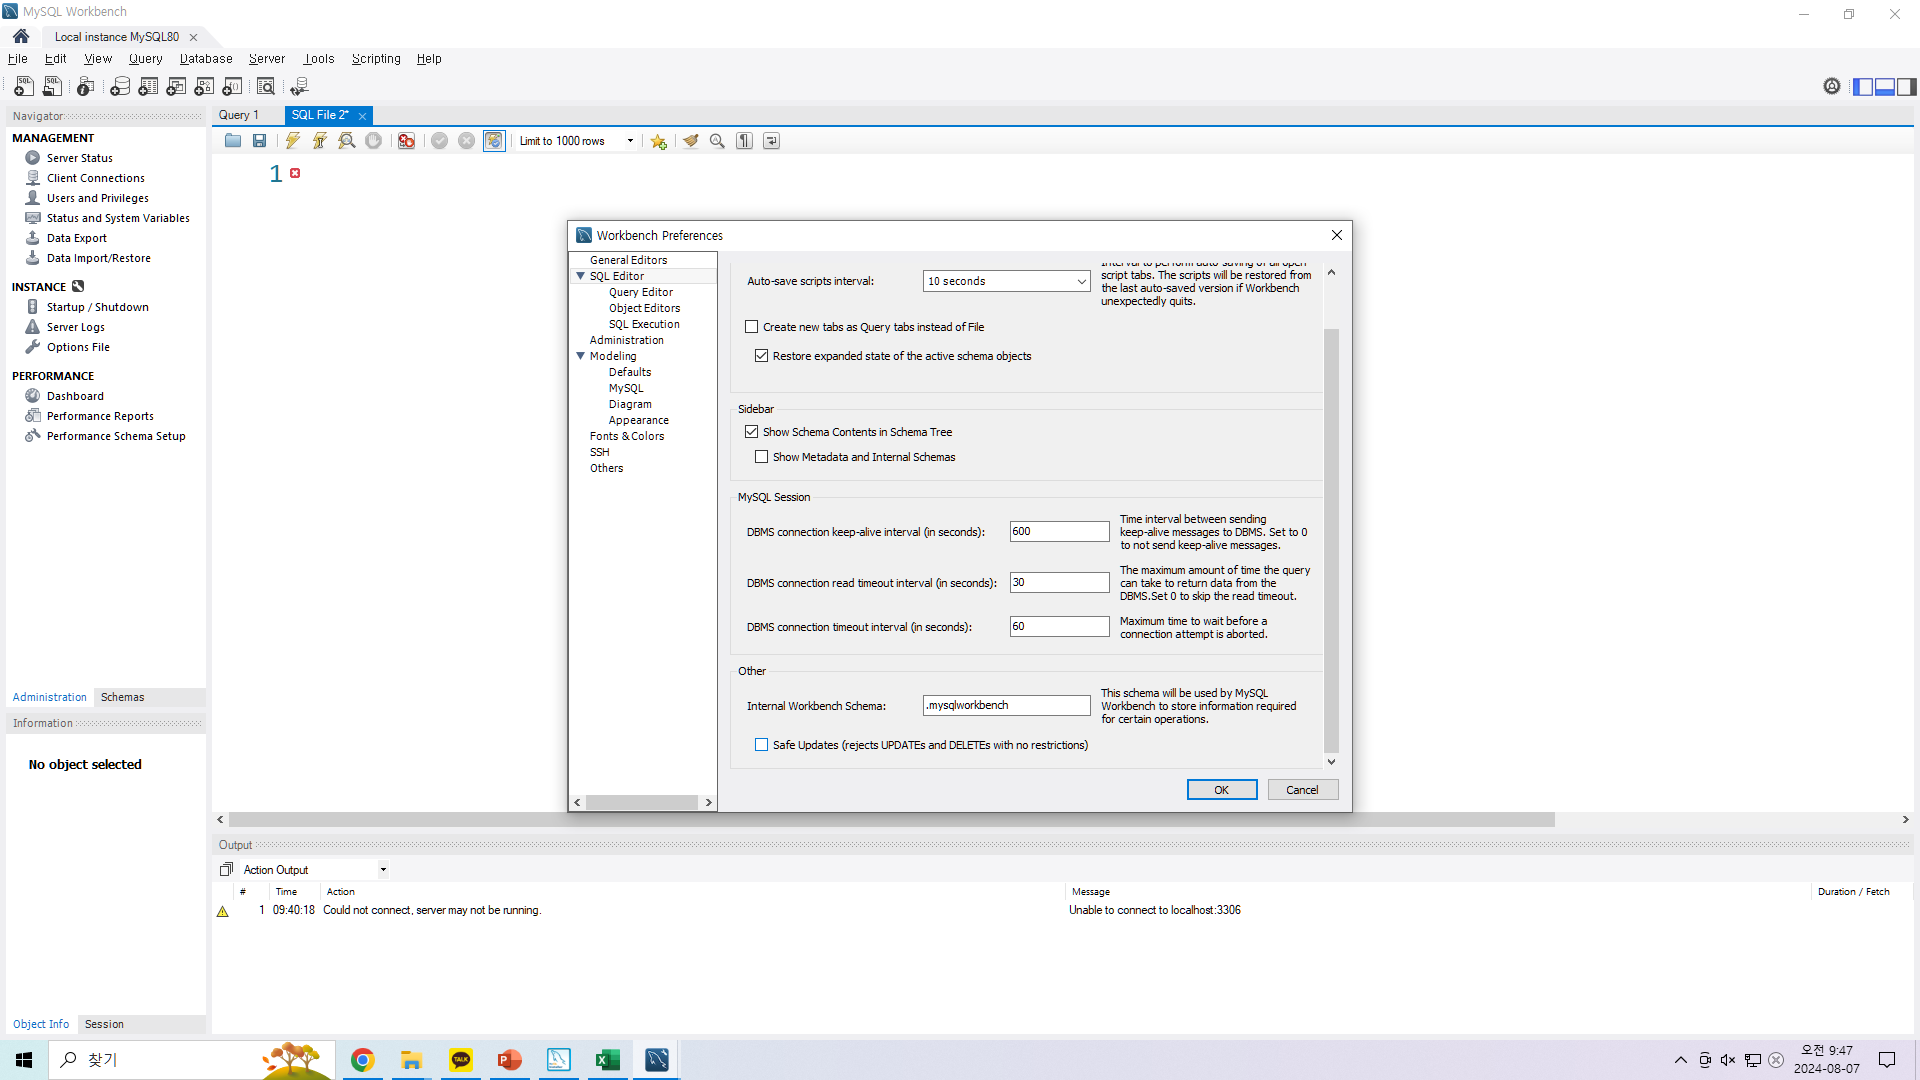 MySQL Workbench
Local instance MySQL80
File Edit View Query Database Server Tools Scripting Help
Navigator
MANAGEMENT
Server Status
Client Connections
Users and Privileges
Status and System Variables
Data Export
Data Import/Restore
INSTANCE
Startup / Shutdown
Server Logs
Options File
PERFORMANCE
Dashboard
Performance Reports
Performance Schema Setup
Administration Schemas
Information
No object selected
Object Info Session
Query 1 SQL File 2*
Limit to 1000 rows
1
Workbench Preferences
General Editors
SQL Editor
Query Editor
Object Editors
SQL Execution
Administration
Modeling
Defaults
MySQL
Diagram
Appearance
Fonts & Colors
SSH
Others
Auto-save scripts interval:
10 seconds
Interval to perform auto-saving of all open
script tabs. The scripts will be restored from
the last auto-saved version if Workbench
unexpectedly quits.
Create new tabs as Query tabs instead of File
Restore expanded state of the active schema objects
Sidebar
Show Schema Contents in Schema Tree
Show Metadata and Internal Schemas
MySQL Session
DBMS connection keep-alive interval (in seconds):
600
Time interval between sending
keep-alive messages to DBMS. Set to 0
to not send keep-alive messages.
DBMS connection read timeout interval (in seconds):
30
The maximum amount of time the query
can take to return data from the
DBMS.Set 0 to skip the read timeout.
DBMS connection timeout interval (in seconds):
60
Maximum time to wait before a
connection attempt is aborted.
Other
Internal Workbench Schema:
.mysqlworkbench
This schema will be used by MySQL
Workbench to store information required
for certain operations.
Safe Updates (rejects UPDATEs and DELETEs with no restrictions)
OK Cancel
Output
Action Output
# Time Action Message Duration / Fetch
1 09:40:18 Could not connect, server may not be running. Unable to connect to localhost:3306
찾기
TALK
오전 9:47
2024-08-07